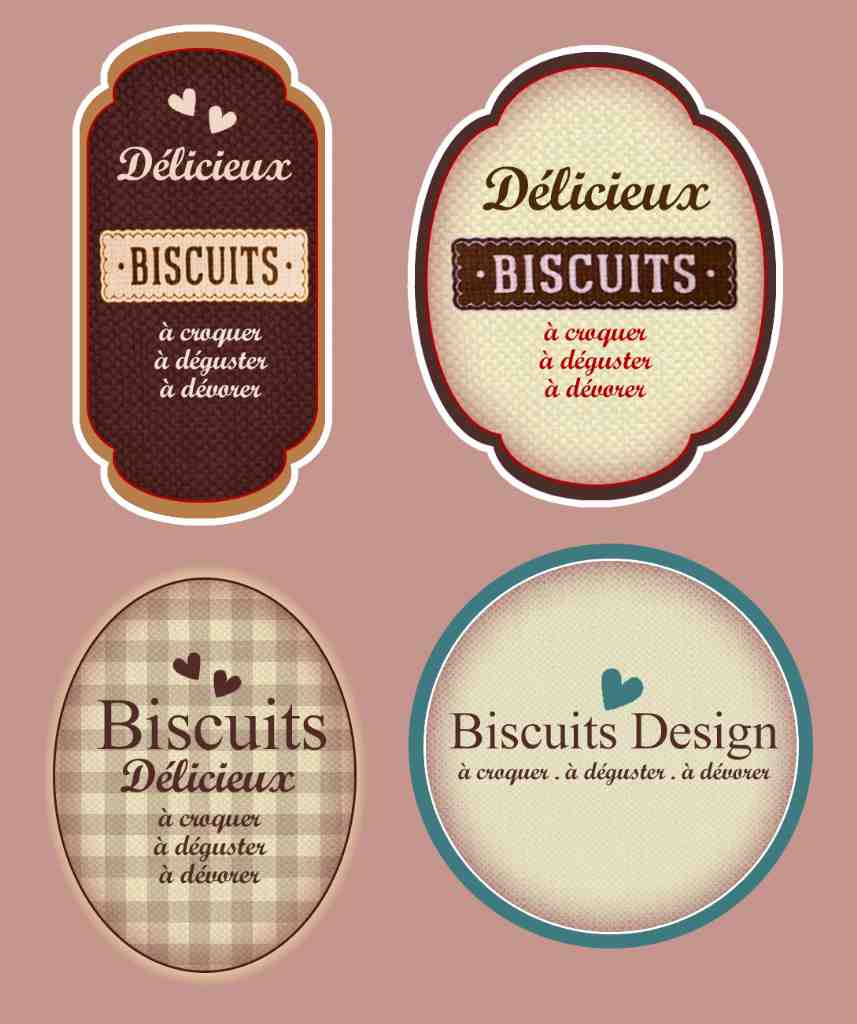 Délicieux
·BISCUITS·
à croquer
à déguster
à dévorer
Délicieux
·BISCUITS·
à croquer
à déguster
à dévorer
Biscuits
Délicieux
à croquer
à déguster
à dévorer
Biscuits Design
à croquer . à déguster . à dévorer